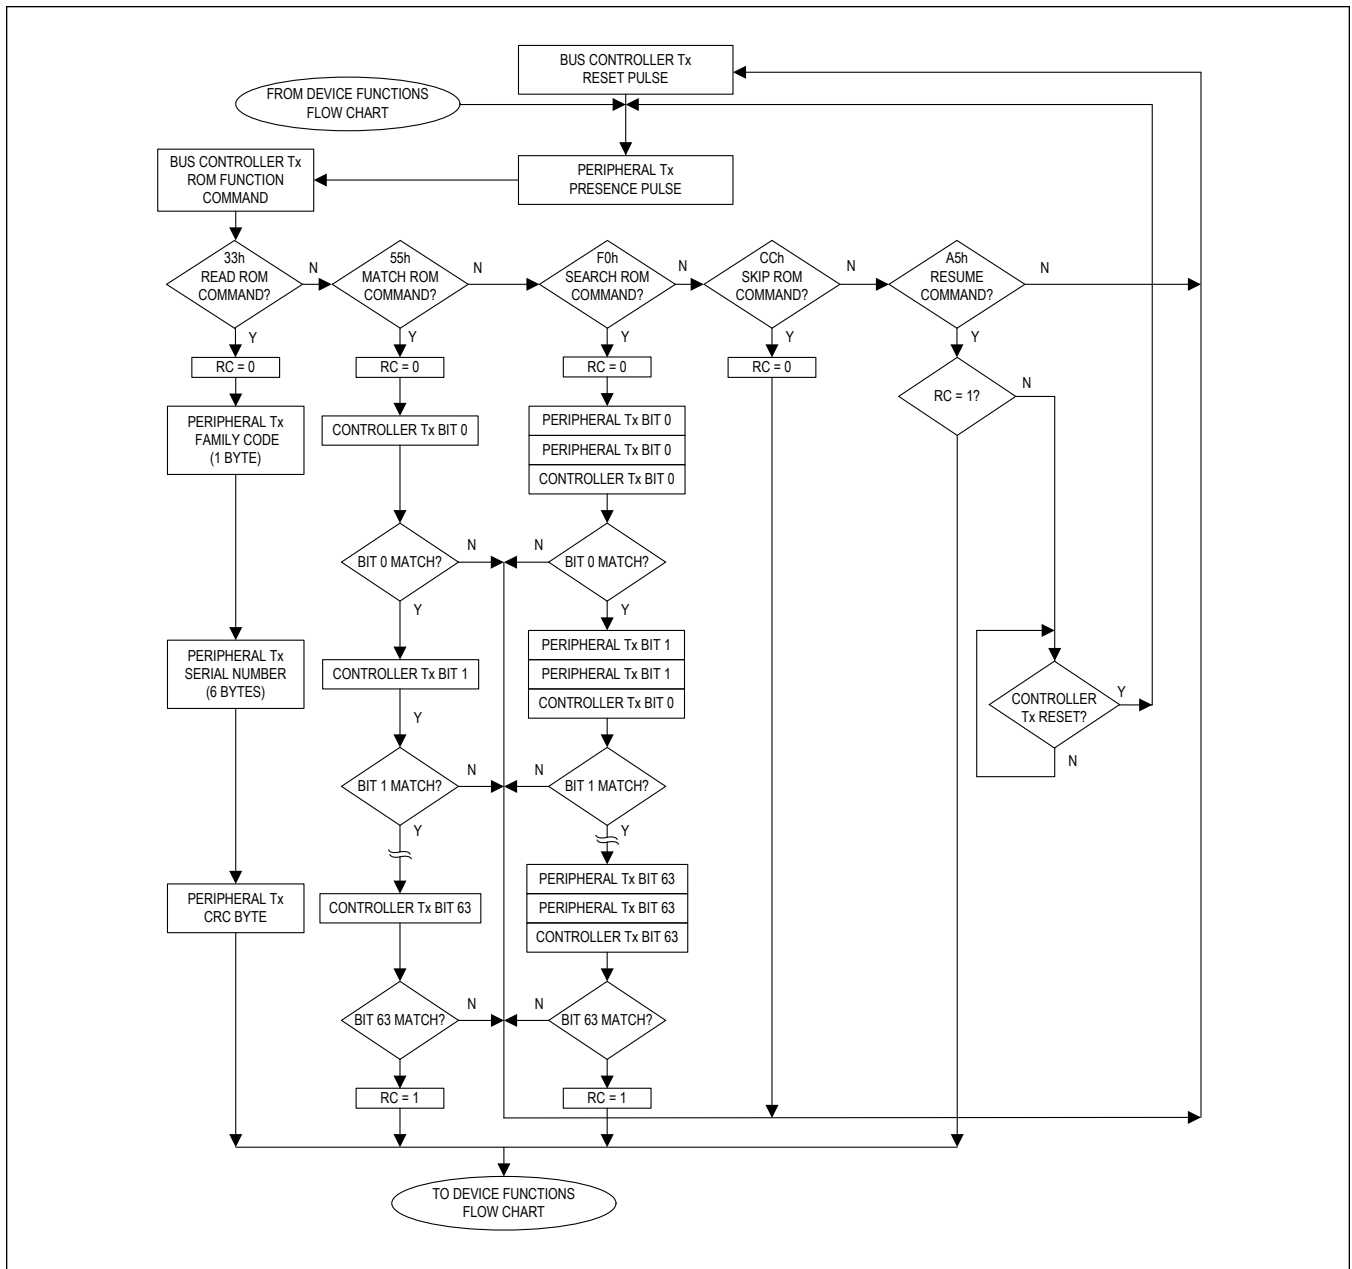 BUS CONTROLLER Tx
RESET PULSE
FROM DEVICE FUNCTIONS
FLOW CHART
BUS CONTROLLER Tx
ROM FUNCTION
COMMAND
PERIPHERAL Tx
PRESENCE PULSE
33h
READ ROM
COMMAND?
N
55h
MATCH ROM
COMMAND?
N
F0h
SEARCH ROM
COMMAND?
N
CCh
SKIP ROM
COMMAND?
N
A5h
RESUME
COMMAND?
N
Y
Y
Y
Y
Y
RC = 0
RC = 0
RC = 0
RC = 0
RC = 1?
N
PERIPHERAL Tx
FAMILY CODE
(1 BYTE)
CONTROLLER Tx BIT 0
PERIPHERAL Tx BIT 0
PERIPHERAL Tx BIT 0
CONTROLLER Tx BIT 0
BIT 0 MATCH?
N
N
BIT 0 MATCH?
Y
Y
PERIPHERAL Tx
SERIAL NUMBER
(6 BYTES)
CONTROLLER Tx BIT 1
PERIPHERAL Tx BIT 1
PERIPHERAL Tx BIT 1
CONTROLLER Tx BIT 0
CONTROLLER
Tx RESET?
Y
N
Y
BIT 1 MATCH?
N
N
BIT 1 MATCH?
Y
Y
PERIPHERAL Tx
CRC BYTE
CONTROLLER Tx BIT 63
PERIPHERAL Tx BIT 63
PERIPHERAL Tx BIT 63
CONTROLLER Tx BIT 63
BIT 63 MATCH?
N
N
BIT 63 MATCH?
Y
Y
RC = 1
RC = 1
TO DEVICE FUNCTIONS
FLOW CHART